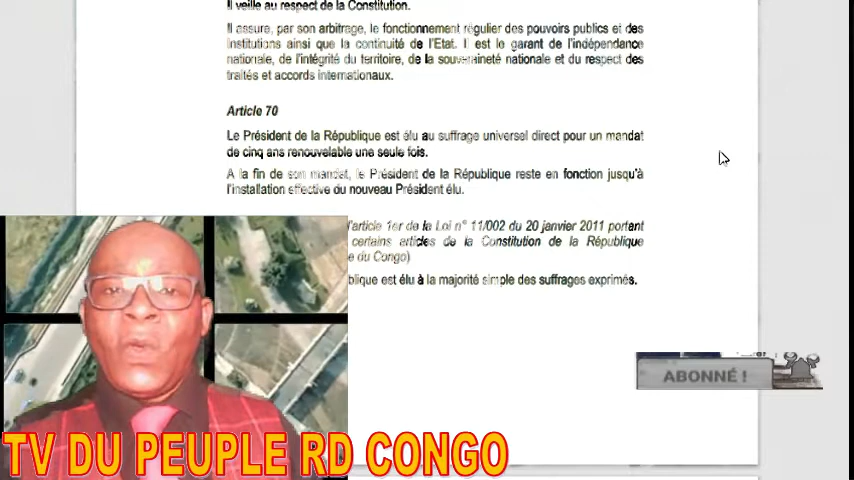 Il veille au respect de la Constitution.
Il assure, par son arbitrage, le fonctionnement régulier des pouvoirs publics et des
Institutions ainsi que la continuité de l'Etat. Il est le garant de l'indépendance
nationale, de l'intégrité du territoire, de la souveraineté nationale et du respect des
traités et accords internationaux.
Article 70
Le Président de la République est élu au suffrage universel direct pour un mandat
de cinq ans renouvelable une seule fois.
A la fin de son mandat, le Président de la République reste en fonction jusqu'à
l'installation effective du nouveau Président élu.
l'article 1er de la Loi n° 11/002 du 20 janvier 2011 portant
certains articles de la Constitution de la République
e du Congo)
blique est élu à la majorité simple des suffrages exprimés.
ABONNÉ !
TV DU PEUPLE RD CONGO